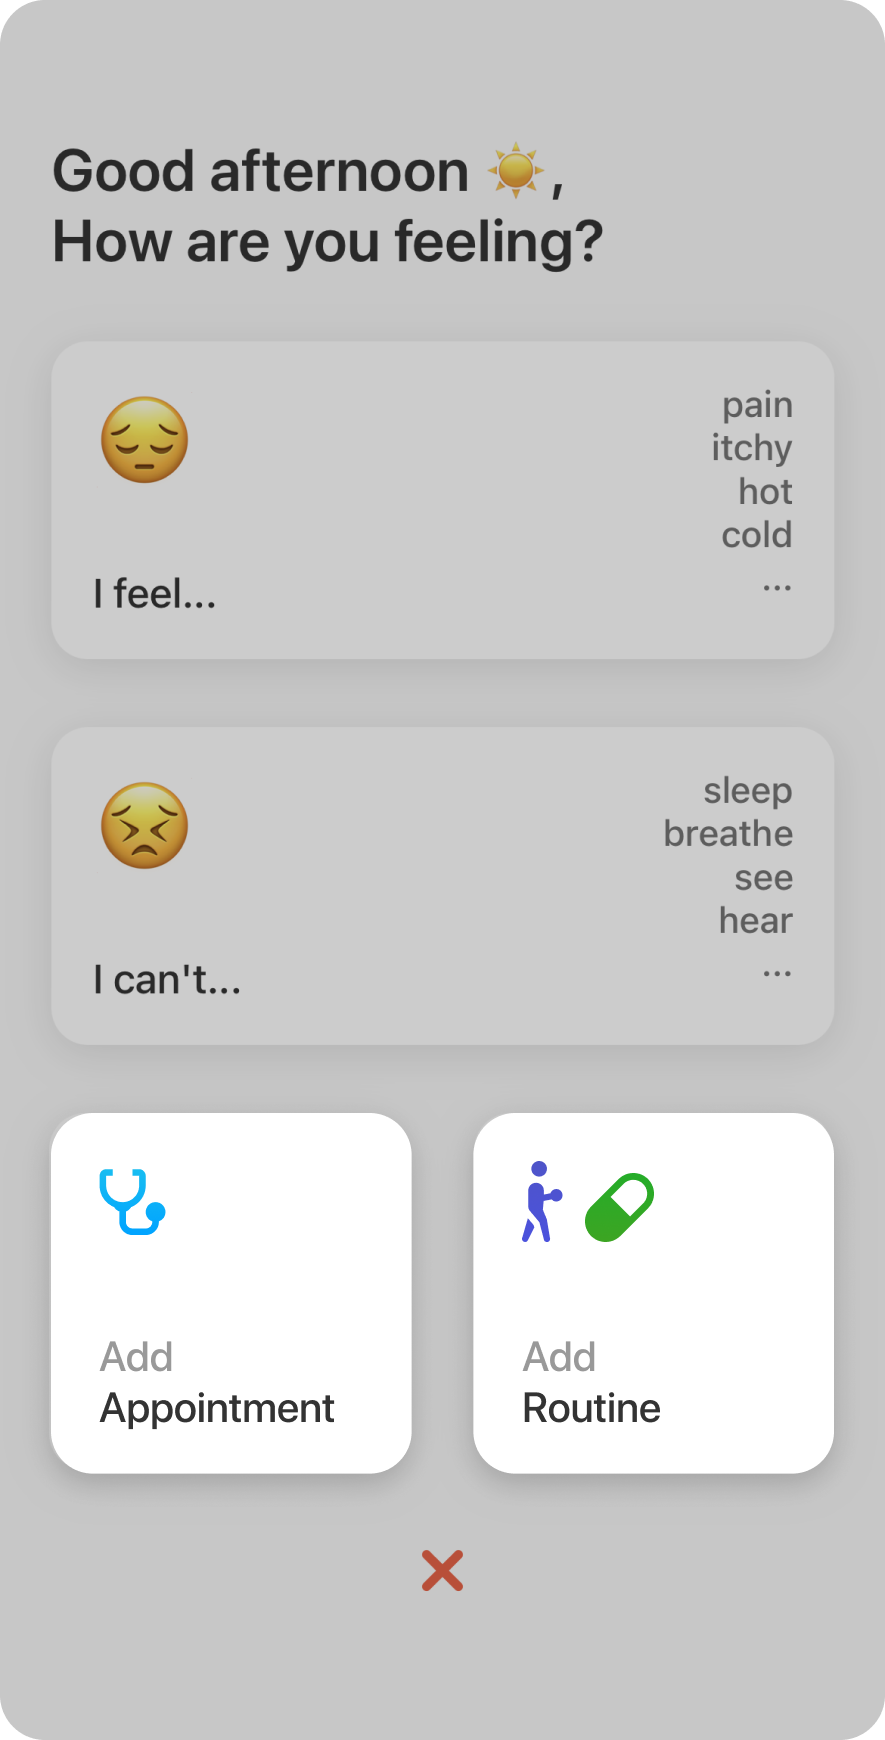 Good afternoon ☀️,
How are you feeling?
pain
itchy
hot
cold
...
I feel...
sleep
breathe
see
hear
...
I can't...
Add
Appointment
Add
Routine